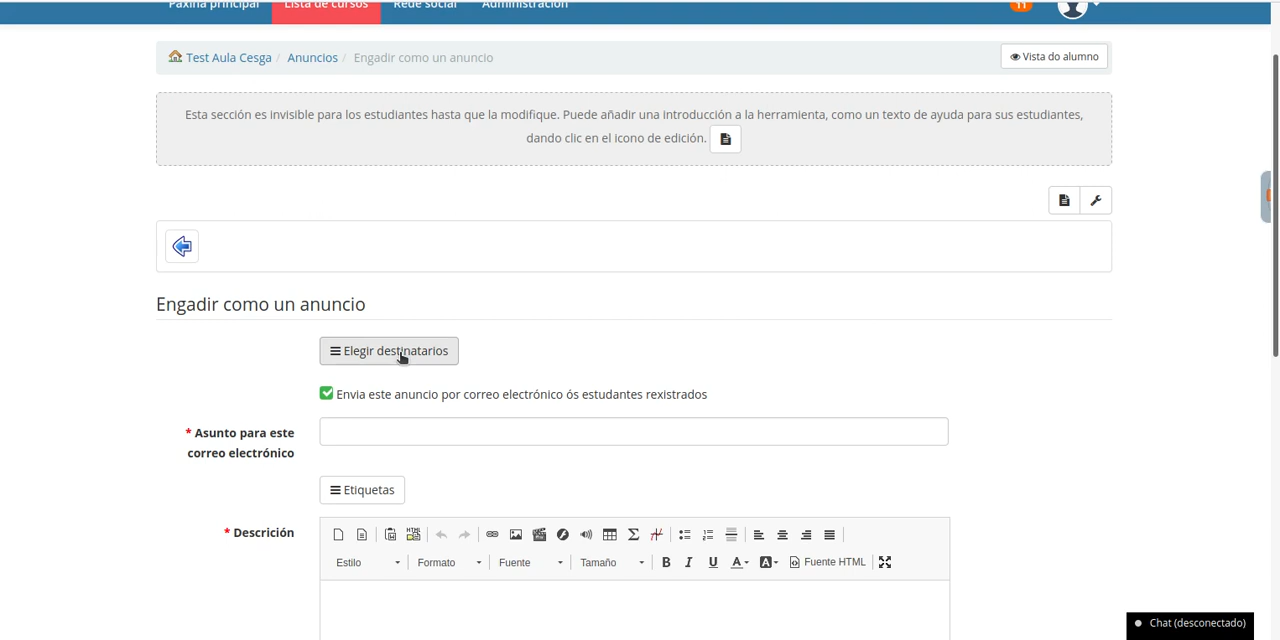 Páxina principal Lista de cursos Rede social Administración 11
Test Aula Cesga / Anuncios / Engadir como un anuncio Vista do alumno
Esta sección es invisible para los estudiantes hasta que la modifique. Puede añadir una introducción a la herramienta, como un texto de ayuda para sus estudiantes,
dando clic en el icono de edición.
Engadir como un anuncio
Elegir destinatarios
Envia este anuncio por correo electrónico ós estudantes rexistrados
* Asunto para este
correo electrónico
Etiquetas
* Descrición
Estilo Formato Fuente Tamaño B I U A A Fuente HTML
Chat (desconectado)